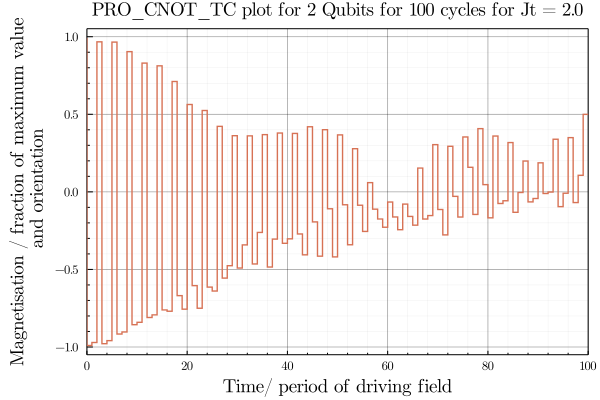 PRO_CNOT_TC plot for 2 Qubits for 100 cycles for Jt = 2.0
Magnetisation / fraction of maximum value
and orientation
1.0
0.5
0.0
−0.5
−1.0
0
20
40
60
80
100
Time/ period of driving field